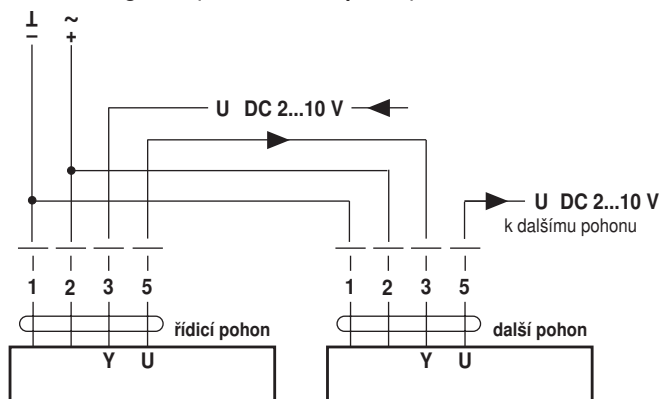 ⊥ ~
− +
U DC 2...10 V
U DC 2...10 V
k dalšímu pohonu
1 2 3 5 1 2 3 5
řídicí pohon další pohon
Y U Y U